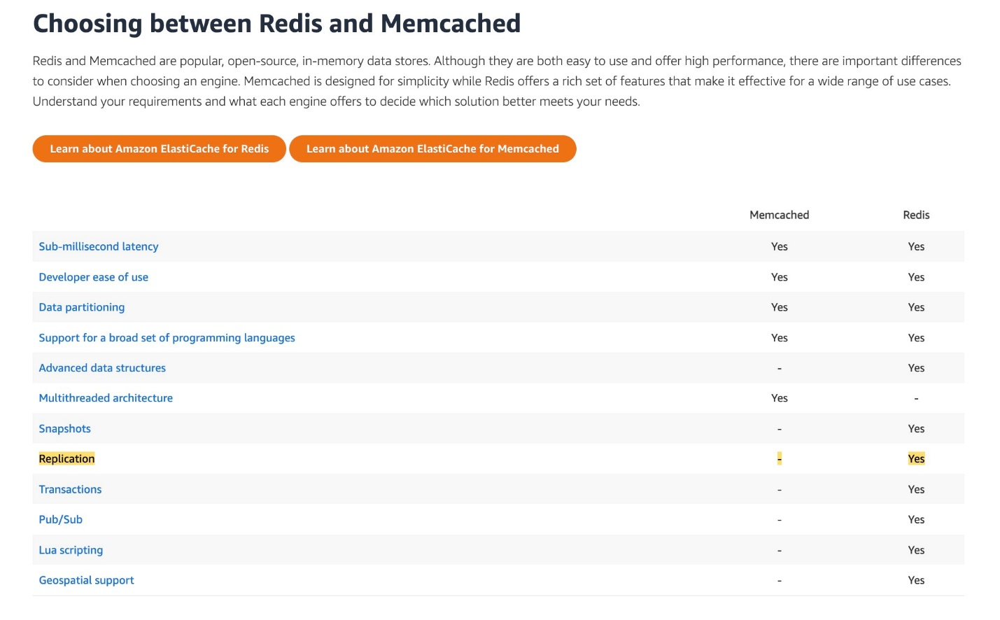 Choosing between Redis and Memcached
Redis and Memcached are popular, open-source, in-memory data stores. Although they are both easy to use and offer high performance, there are important differences
to consider when choosing an engine. Memcached is designed for simplicity while Redis offers a rich set of features that make it effective for a wide range of use cases.
Understand your requirements and what each engine offers to decide which solution better meets your needs.
Learn about Amazon ElastiCache for Redis Learn about Amazon ElastiCache for Memcached
Memcached Redis
Sub-millisecond latency Yes Yes
Developer ease of use Yes Yes
Data partitioning Yes Yes
Support for a broad set of programming languages Yes Yes
Advanced data structures - Yes
Multithreaded architecture Yes -
Snapshots - Yes
Replication - Yes
Transactions - Yes
Pub/Sub - Yes
Lua scripting - Yes
Geospatial support - Yes